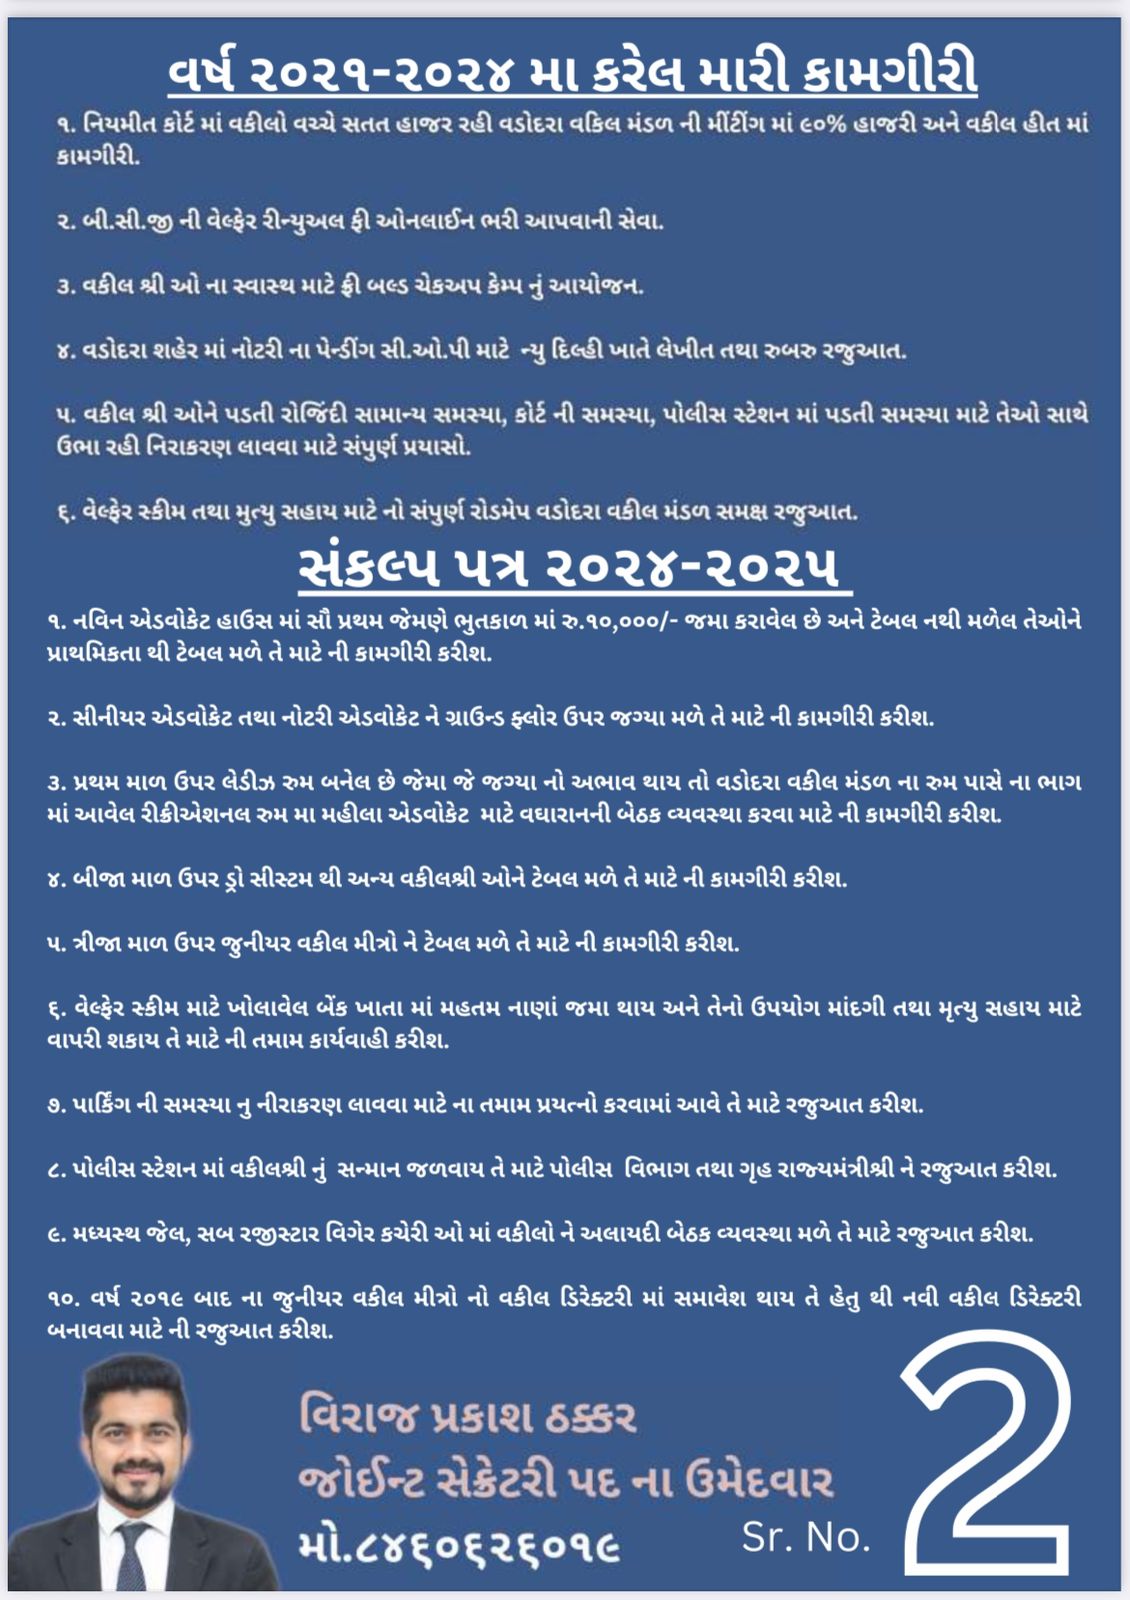 વર્ષ ૨૦૨૧-૨૦૨૪ મા કરેલ મારી કામગીરી
૧. નિયમીત કોર્ટ માં વકીલો વચ્ચે સતત હાજર રહી વડોદરા વકિલ મંડળ ની મીંટીંગ માં ૯૦% હાજરી અને વકીલ હીત માં
કામગીરી.
૨. બી.સી.જી ની વેલ્ફેર રીન્યુઅલ ફી ઓનલાઈન ભરી આપવાની સેવા.
૩. વકીલ શ્રી ઓ ના સ્વાસ્થ માટે ફ્રી બલ્ડ ચેકઅપ કેમ્પ નું આયોજન.
૪. વડોદરા શહેર માં નોટરી ના પેન્ડીંગ સી.ઓ.પી માટે ન્યુ દિલ્હી ખાતે લેખીત તથા રુબરુ રજુઆત.
૫. વકીલ શ્રી ઓને પડતી રોજિંદી સામાન્ય સમસ્યા, કોર્ટ ની સમસ્યા, પોલીસ સ્ટેશન માં પડતી સમસ્યા માટે તેઓ સાથે
ઉભા રહી નિરાકરણ લાવવા માટે સંપુર્ણ પ્રયાસો.
૬. વેલ્ફેર સ્કીમ તથા મુત્યુ સહાય માટે નો સંપુર્ણ રોડમેપ વડોદરા વકીલ મંડળ સમક્ષ રજુઆત.
સંકલ્પ પત્ર ૨૦૨૪-૨૦૨૫
૧. નવિન એડવોકેટ હાઉસ માં સૌ પ્રથમ જેમણે ભુતકાળ માં રુ.૧૦,૦૦૦/- જમા કરાવેલ છે અને ટેબલ નથી મળેલ તેઓને
પ્રાથમિકતા થી ટેબલ મળે તે માટે ની કામગીરી કરીશ.
૨. સીનીયર એડવોકેટ તથા નોટરી એડવોકેટ ને ગ્રાઉન્ડ ફ્લોર ઉપર જગ્યા મળે તે માટે ની કામગીરી કરીશ.
૩. પ્રથમ માળ ઉપર લેડીઝ રુમ બનેલ છે જેમા જે જગ્યા નો અભાવ થાય તો વડોદરા વકીલ મંડળ ના રુમ પાસે ના ભાગ
માં આવેલ રીક્રીએશનલ રુમ મા મહીલા એડવોકેટ માટે વઘારાનની બેઠક વ્યવસ્થા કરવા માટે ની કામગીરી કરીશ.
૪. બીજા માળ ઉપર ડ્રો સીસ્ટમ થી અન્ય વકીલશ્રી ઓને ટેબલ મળે તે માટે ની કામગીરી કરીશ.
૫. ત્રીજા માળ ઉપર જુનીયર વકીલ મીત્રો ને ટેબલ મળે તે માટે ની કામગીરી કરીશ.
૬. વેલ્ફેર સ્કીમ માટે ખોલાવેલ બેંક ખાતા માં મહતમ નાણાં જમા થાય અને તેનો ઉપયોગ માંદગી તથા મૃત્યુ સહાય માટે
વાપરી શકાય તે માટે ની તમામ કાર્યવાહી કરીશ.
૭. પાર્કિંગ ની સમસ્યા નુ નીરાકરણ લાવવા માટે ના તમામ પ્રયત્નો કરવામાં આવે તે માટે રજુઆત કરીશ.
૮. પોલીસ સ્ટેશન માં વકીલશ્રી નું સન્માન જળવાય તે માટે પોલીસ વિભાગ તથા ગૃહ રાજ્યમંત્રીશ્રી ને રજુઆત કરીશ.
૯. મધ્યસ્થ જેલ, સબ રજીસ્ટાર વિગેર કચેરી ઓ માં વકીલો ને અલાયદી બેઠક વ્યવસ્થા મળે તે માટે રજુઆત કરીશ.
૧૦. વર્ષ ૨૦૧૯ બાદ ના જુનીયર વકીલ મીત્રો નો વકીલ ડિરેક્ટરી માં સમાવેશ થાય તે હેતુ થી નવી વકીલ ડિરેક્ટરી
બનાવવા માટે ની રજુઆત કરીશ.
વિરાજ પ્રકાશ ઠક્કર
જોઈન્ટ સેક્રેટરી પદ ના ઉમેદવાર
મો.૮૪૬૦૬૨૬૦૧૯
Sr. No. 2